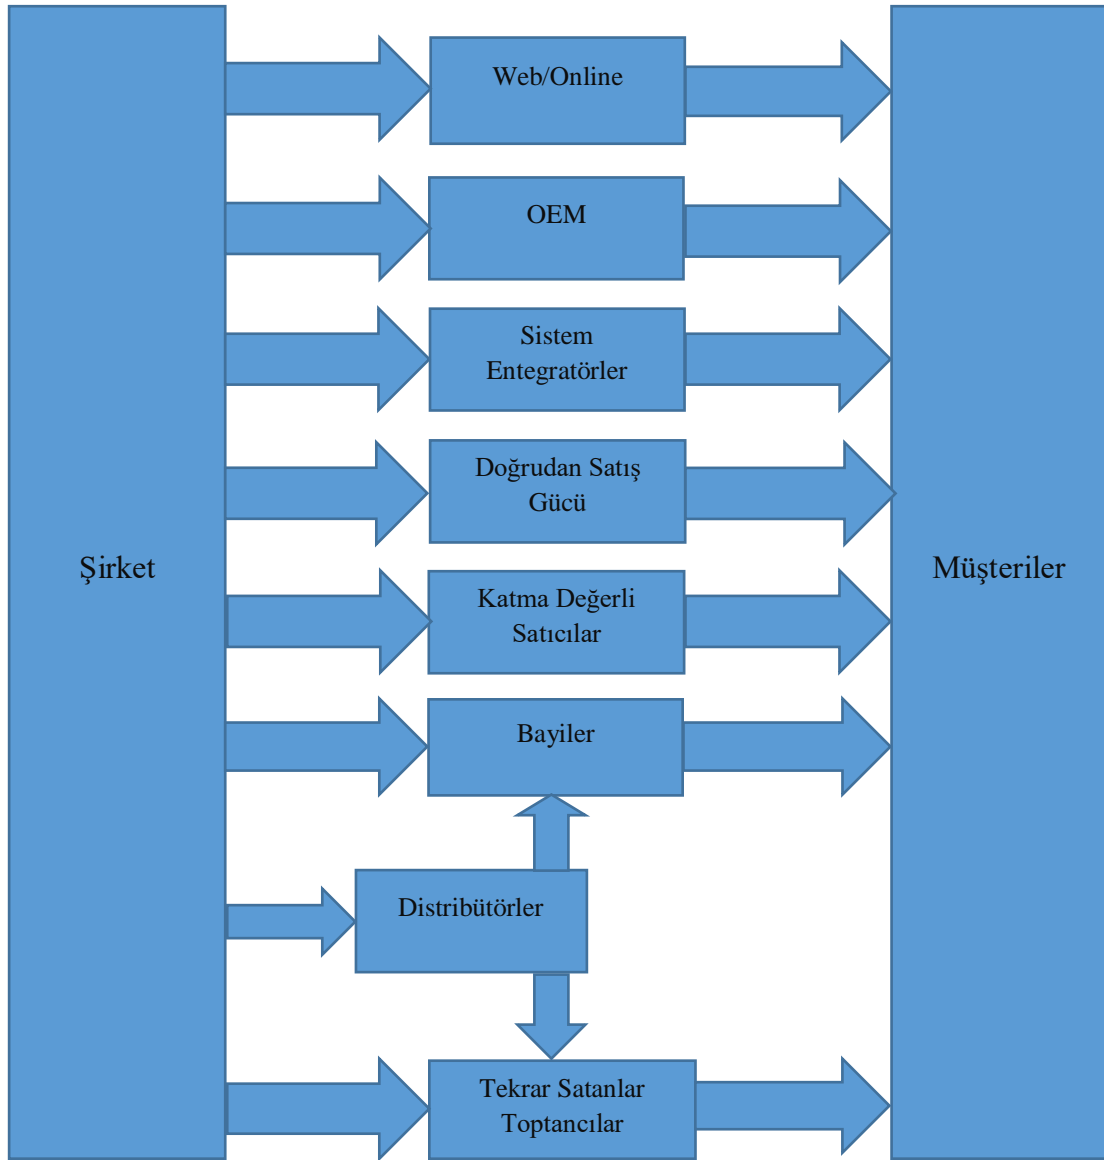 Web/Online
OEM
Sistem
Entegratörler
Doğrudan Satış
Gücü
Şirket
Müşteriler
Katma Değerli
Satıcılar
Bayiler
Distribütörler
Tekrar Satanlar
Toptancılar